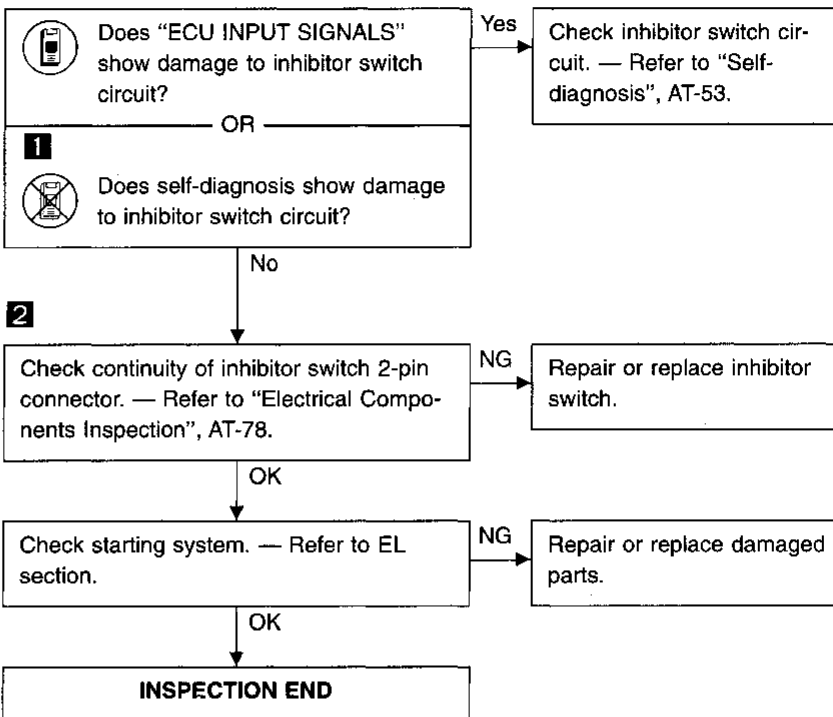 Does “ECU INPUT SIGNALS”
show damage to inhibitor switch
circuit?
Yes
Check inhibitor switch cir-
cuit. — Refer to “Self-
diagnosis”, AT-53.
OR
1
Does self-diagnosis show damage
to inhibitor switch circuit?
No
2
Check continuity of inhibitor switch 2-pin
connector. — Refer to “Electrical Compo-
nents Inspection”, AT-78.
NG
Repair or replace inhibitor
switch.
OK
Check starting system. — Refer to EL
section.
NG
Repair or replace damaged
parts.
OK
INSPECTION END